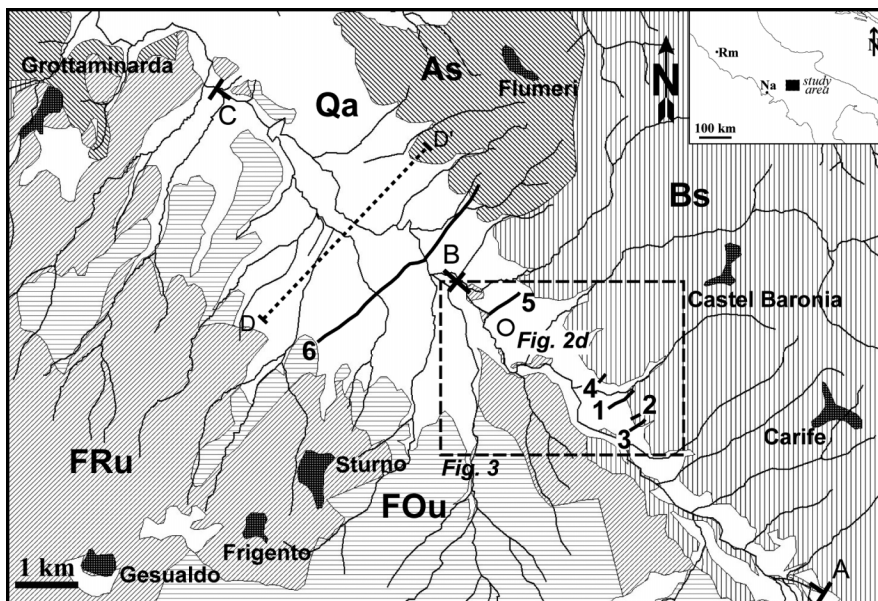 Grottaminarda
C
Qa
As
Flumeri
N
N
Rm
Na
study
area
100 km
D'
Bs
B
Castel Baronia
5
Fig. 2d
D
6
4
1
2
3
Carife
FRu
Sturno
Fig. 3
FOu
Frigento
1 km
Gesualdo
A